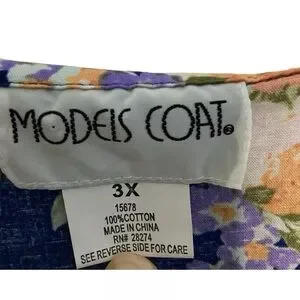 MODELS COAT®
3X
15678
100%COTTON
MADE IN CHINA
RN# 28274
SEE REVERSE SIDE FOR CARE